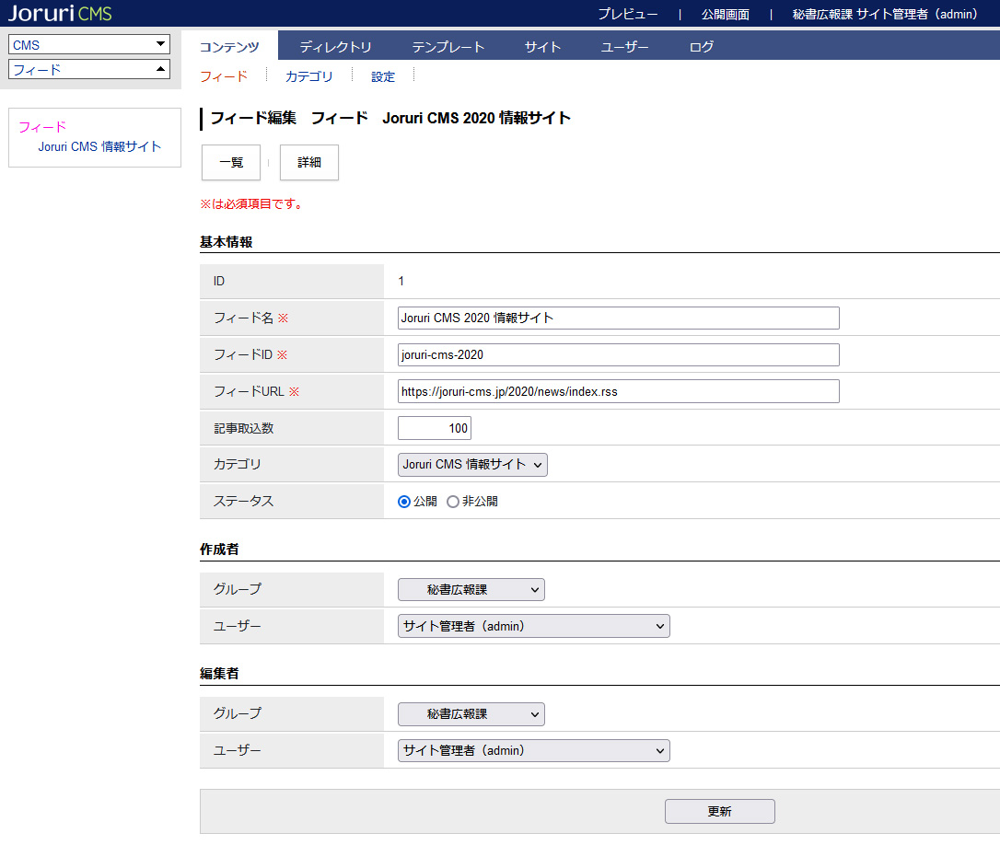 Joruri CMS
プレビュー | 公開画面 | 秘書広報課 サイト管理者（admin）
CMS
フィード
コンテンツ ディレクトリ テンプレート サイト ユーザー ログ
フィード カテゴリ 設定
フィード
Joruri CMS 情報サイト
フィード編集　フィード　Joruri CMS 2020 情報サイト
一覧 詳細
※は必須項目です。
基本情報
ID 1
フィード名 ※ Joruri CMS 2020 情報サイト
フィードID ※ joruri-cms-2020
フィードURL ※ https://joruri-cms.jp/2020/news/index.rss
記事取込数 100
カテゴリ Joruri CMS 情報サイト
ステータス 公開 非公開
作成者
グループ 秘書広報課
ユーザー サイト管理者（admin）
編集者
グループ 秘書広報課
ユーザー サイト管理者（admin）
更新